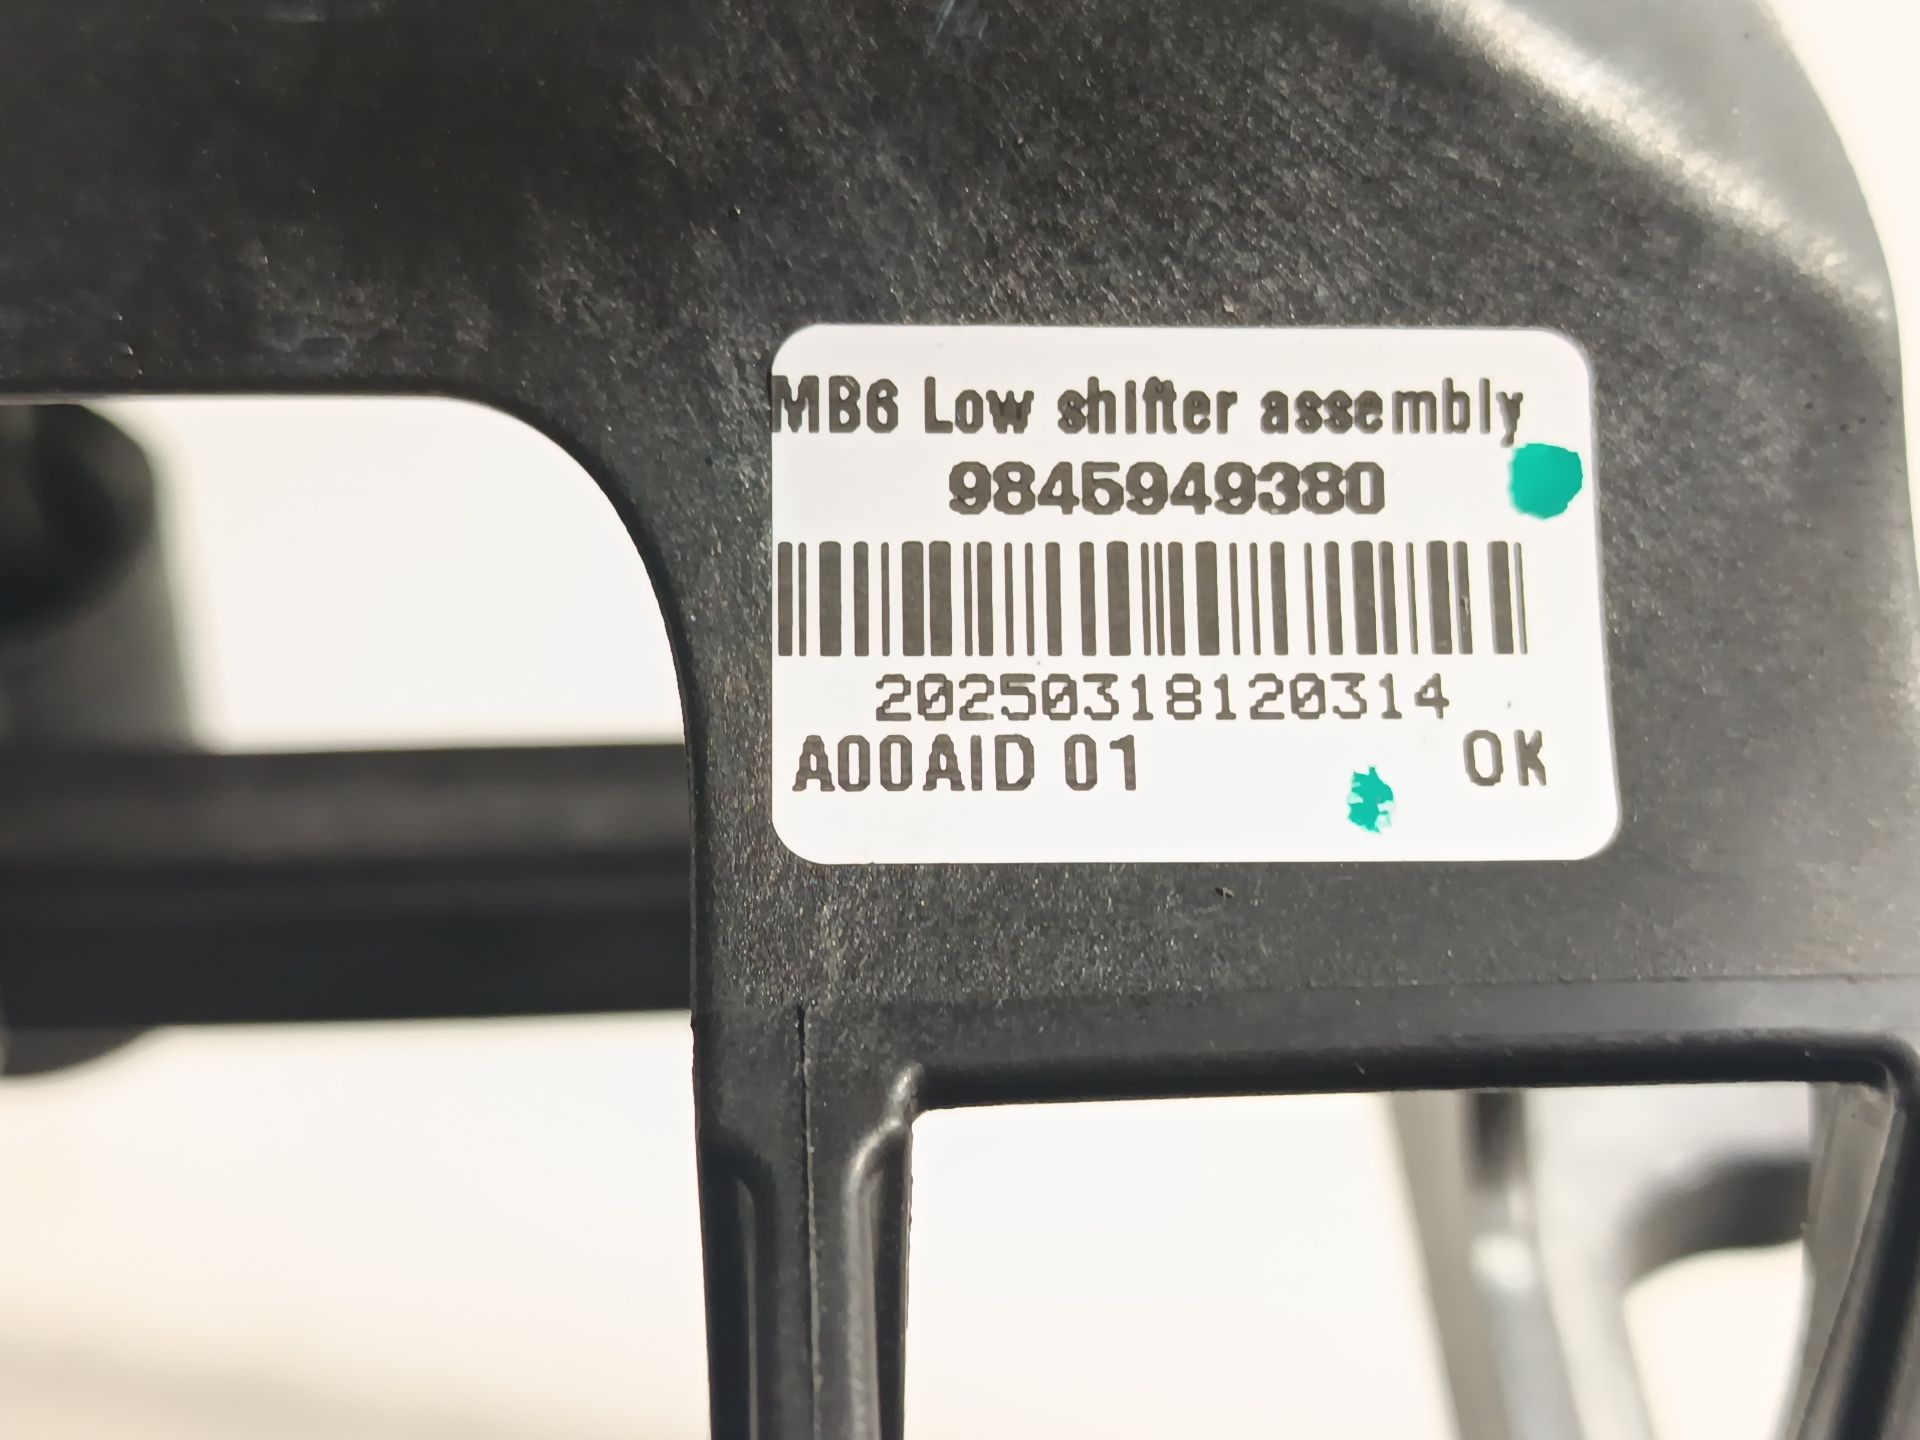 MB6 Low shifter assembly
9845949380
20250318120314
A00AID 01 OK